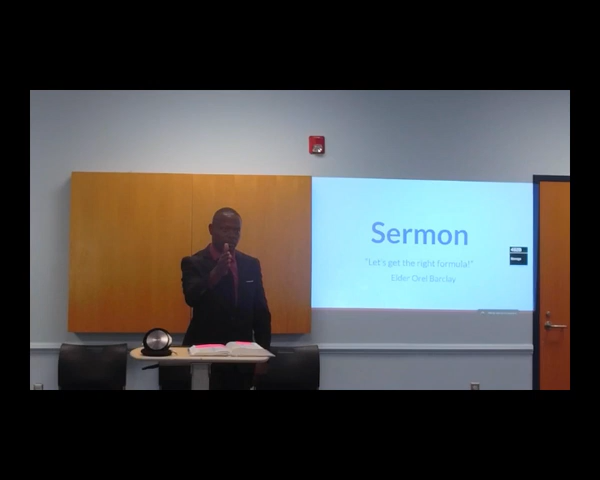 Sermon
"Let's get the right formula!"
Elder Orel Barclay